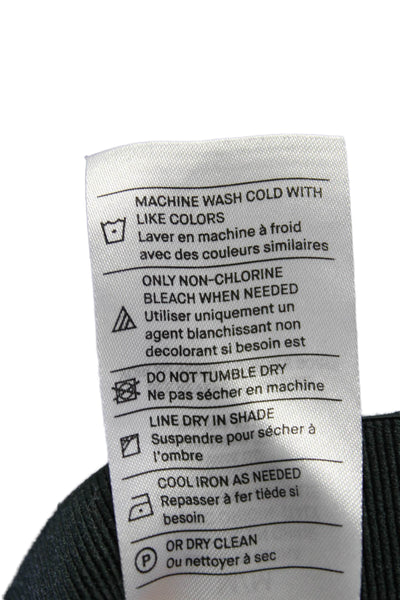 MACHINE WASH COLD WITH
LIKE COLORS
Laver en machine à froid
avec des couleurs similaires
ONLY NON-CHLORINE
BLEACH WHEN NEEDED
Utiliser uniquement un
agent blanchissant non
decolorant si besoin est
DO NOT TUMBLE DRY
Ne pas sécher en machine
LINE DRY IN SHADE
Suspendre pour sécher à
l'ombre
COOL IRON AS NEEDED
Repasser à fer tiède si
besoin
P
OR DRY CLEAN
Ou nettoyer à sec